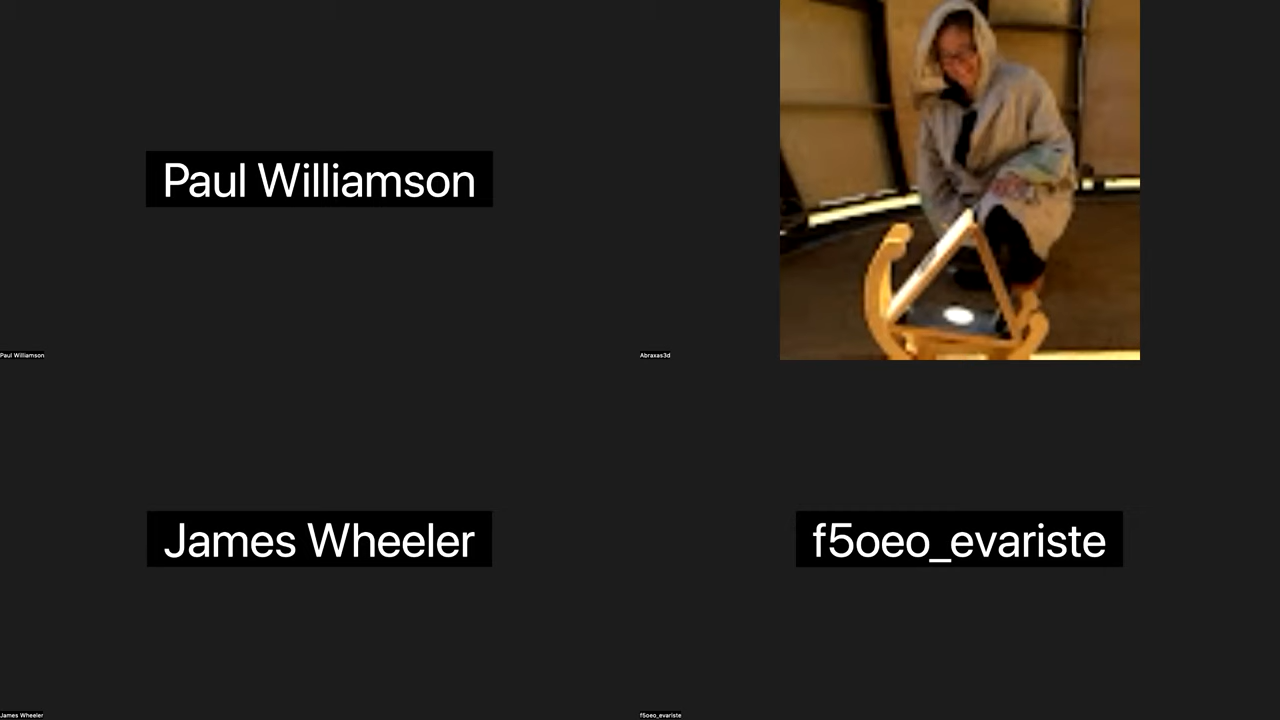 Paul Williamson
Paul Williamson
Abraxas3d
James Wheeler
f5oeo_evariste
James Wheeler
f5oeo_evariste